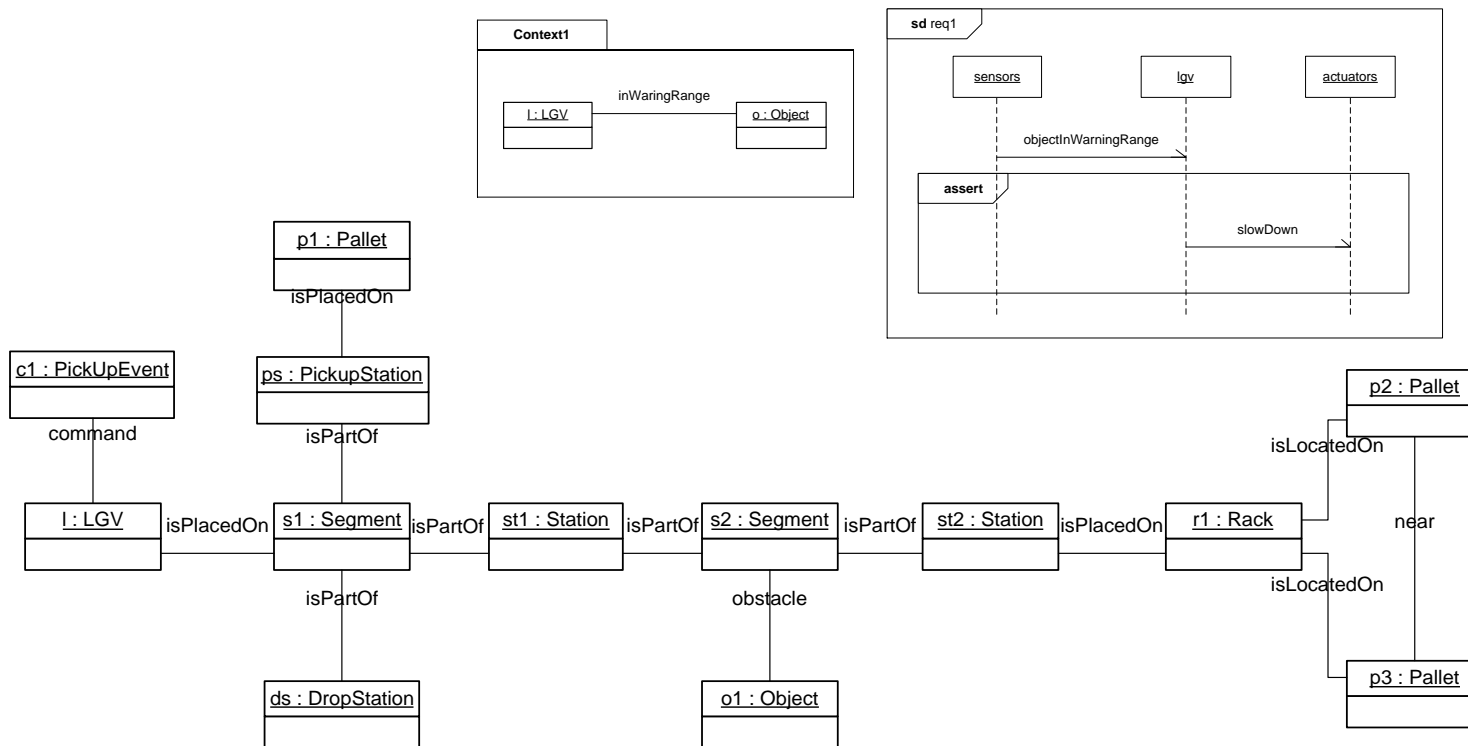 Context1
inWaringRange
l : LGV
o : Object
sd req1
sensors
lgv
actuators
objectInWarningRange
assert
slowDown
p1 : Pallet
isPlacedOn
c1 : PickUpEvent
ps : PickupStation
p2 : Pallet
command
isPartOf
isLocatedOn
l : LGV
isPlacedOn
s1 : Segment
isPartOf
st1 : Station
isPartOf
s2 : Segment
isPartOf
st2 : Station
isPlacedOn
r1 : Rack
near
isPartOf
obstacle
isLocatedOn
ds : DropStation
o1 : Object
p3 : Pallet